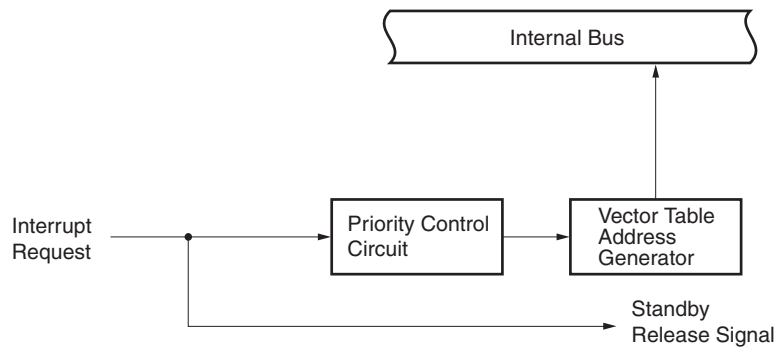 Internal Bus
Interrupt
Request
Priority Control
Circuit
Vector Table
Address
Generator
Standby
Release Signal